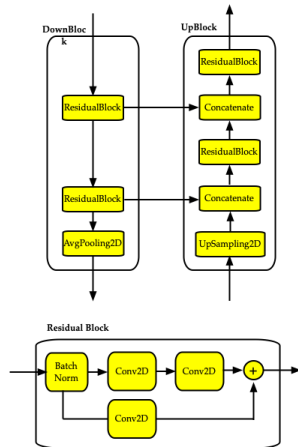 DownBloc
k
ResidualBlock
ResidualBlock
AvgPooling2D
UpBlock
ResidualBlock
Concatenate
ResidualBlock
Concatenate
UpSampling2D
Residual Block
Batch
Norm
Conv2D
Conv2D
+
Conv2D